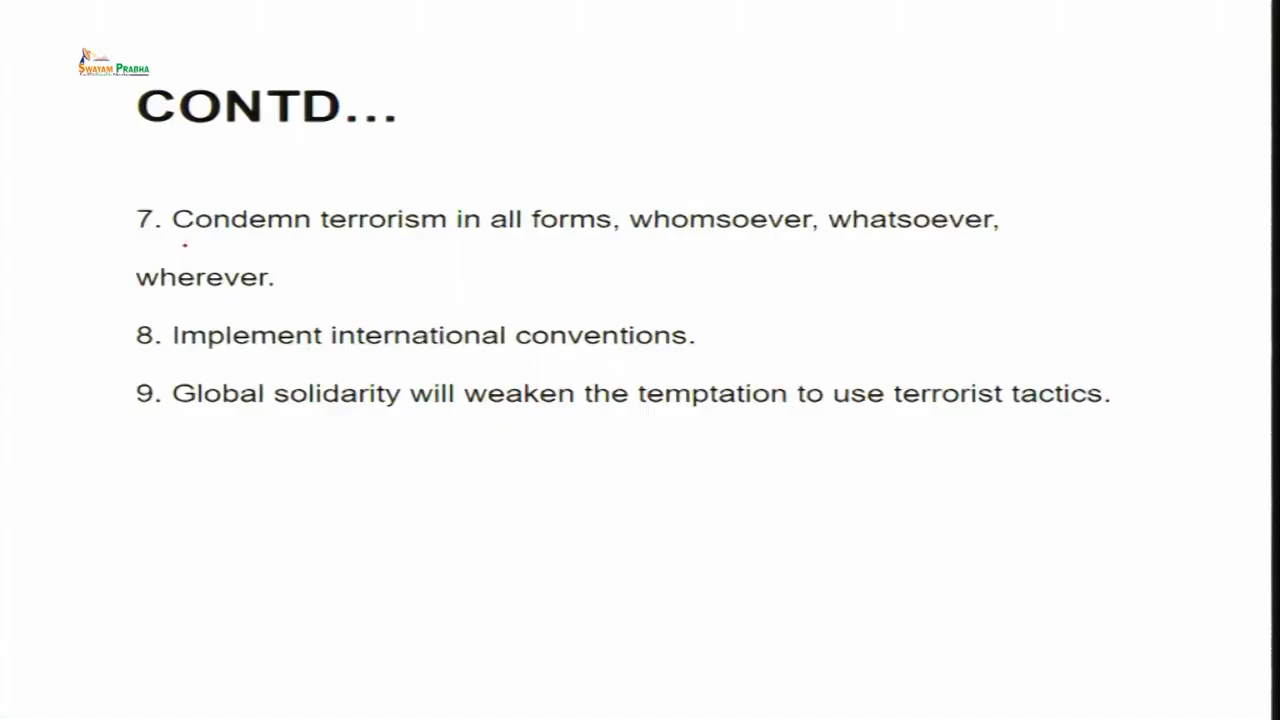 SWAYAM PRABHA
CONTD...
7. Condemn terrorism in all forms, whomsoever, whatsoever,
wherever.
8. Implement international conventions.
9. Global solidarity will weaken the temptation to use terrorist tactics.